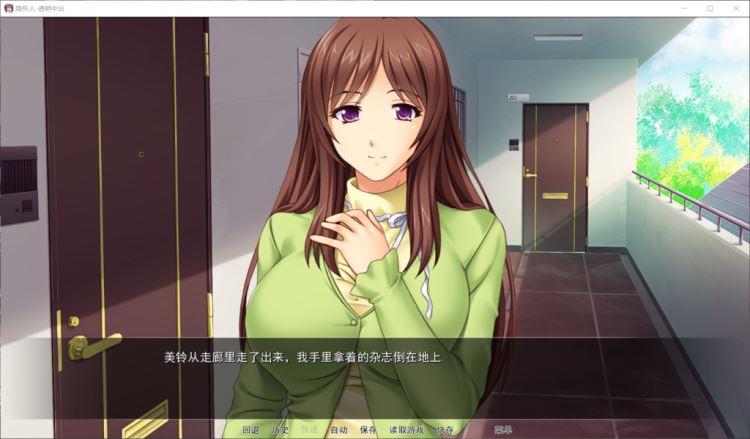 隐形人-透明中出
美铃从走廊里走了出来，我手里拿着的杂志倒在地上.
回退 历史 快进 自动 保存 读取游戏 快存 菜单